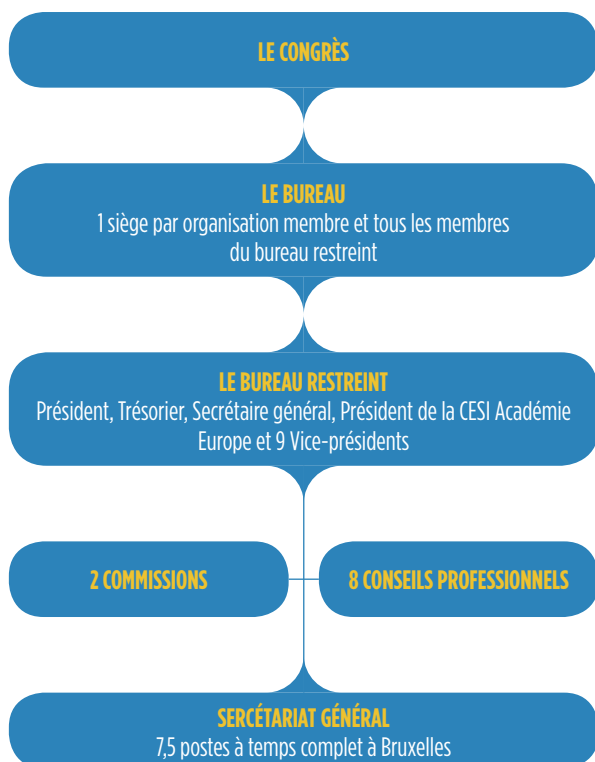 LE CONGRÈS
LE BUREAU
1 siège par organisation membre et tous les membres
du bureau restreint
LE BUREAU RESTREINT
Président, Trésorier, Secrétaire général, Président de la CESI Académie
Europe et 9 Vice-présidents
2 COMMISSIONS
8 CONSEILS PROFESSIONNELS
SERCÉTARIAT GÉNÉRAL
7,5 postes à temps complet à Bruxelles